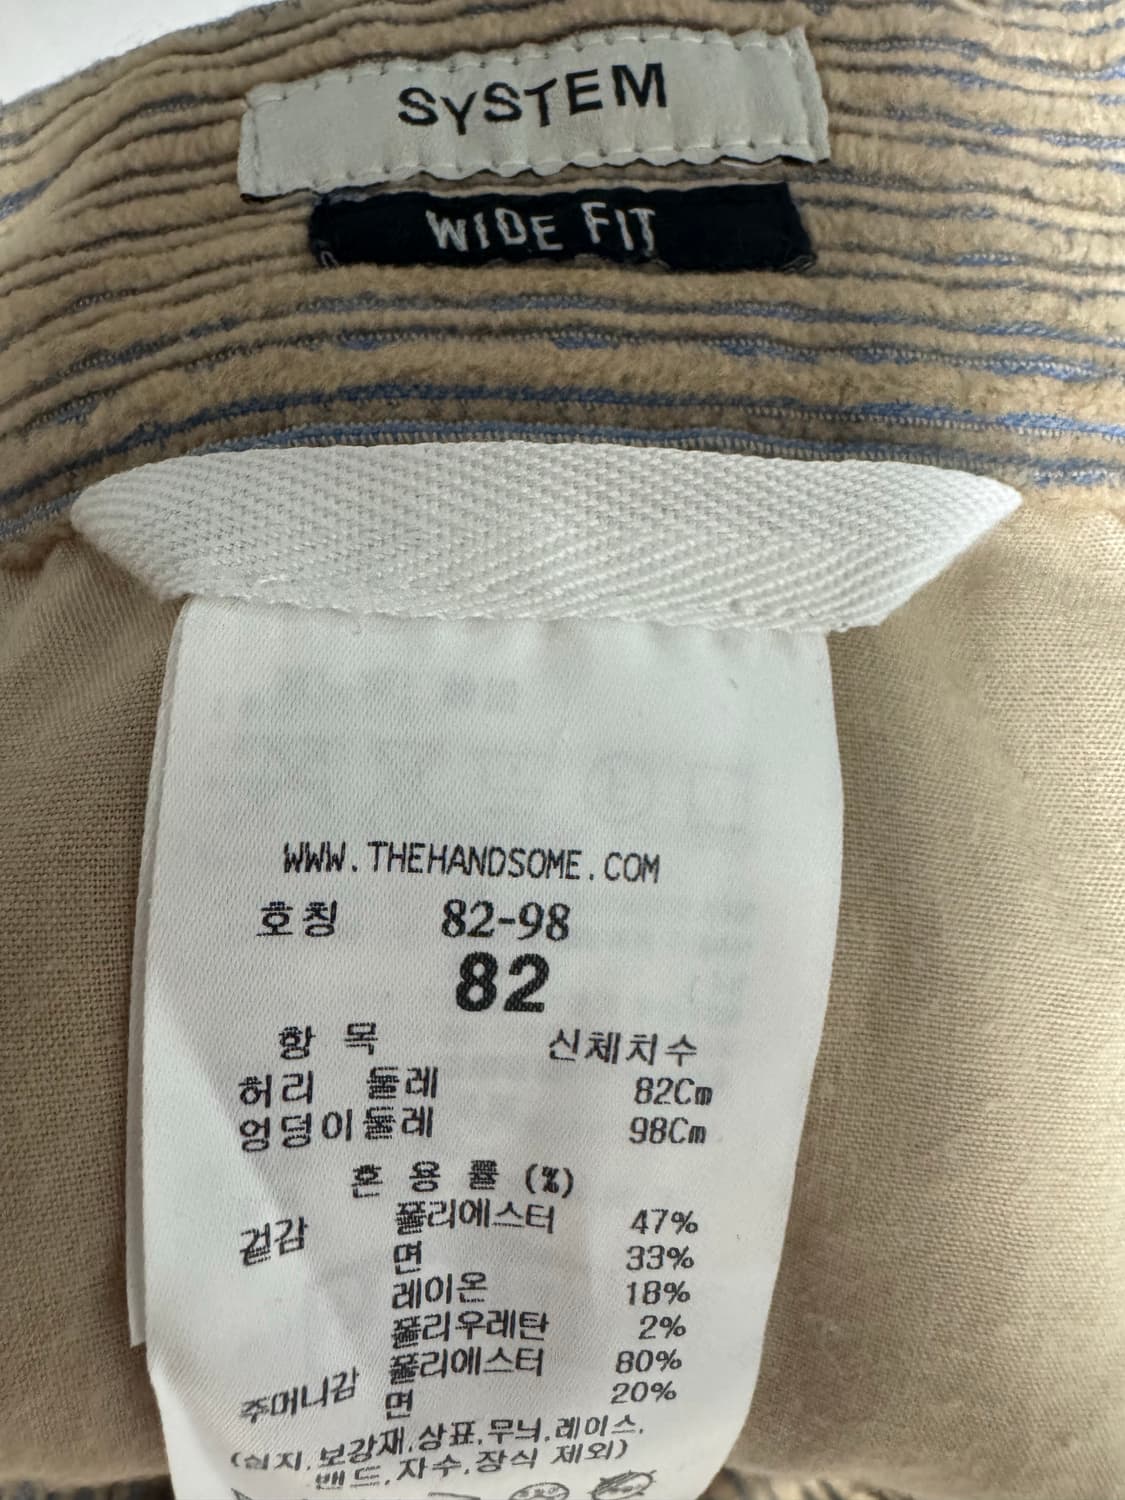 SYSTEM
WIDE FIT
WWW.THEHANDSOME.COM
호칭 82-98
82
항 목 신체치수
허리 둘레 82Cm
엉덩이둘레 98Cm
혼 용 률 (%)
겉감 폴리에스터 47%
면 33%
레이온 18%
폴리우레탄 2%
주머니감 폴리에스터 80%
면 20%
(심지,보강재,상표,무늬,레이스,
밴드,자수,장식 제외)